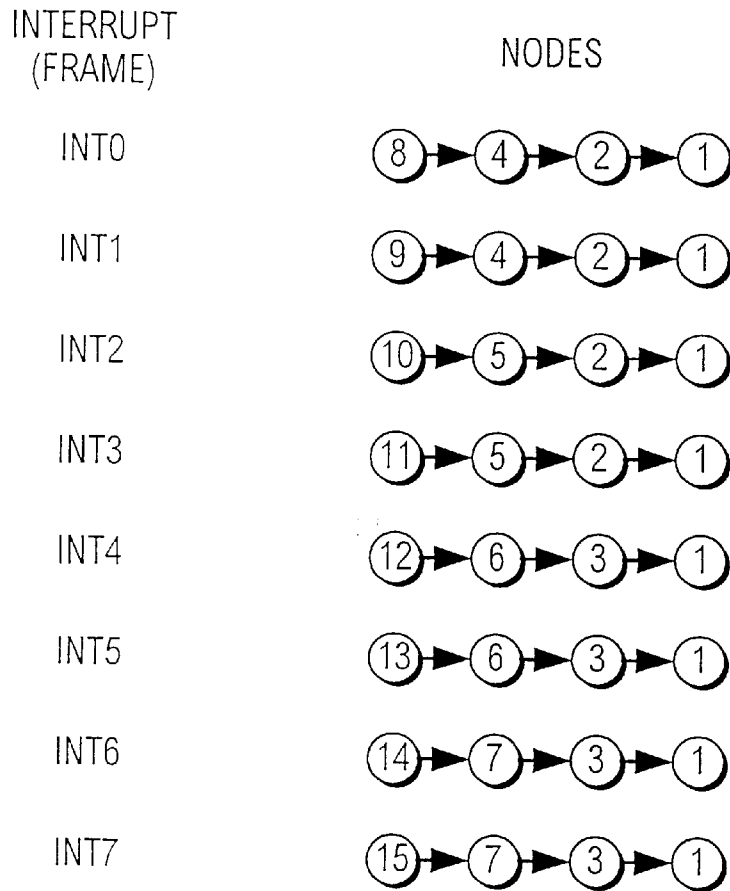 INTERRUPT
(FRAME)
NODES
INT0
8 4 2 1
INT1
9 4 2 1
INT2
10 5 2 1
INT3
11 5 2 1
INT4
12 6 3 1
INT5
13 6 3 1
INT6
14 7 3 1
INT7
15 7 3 1